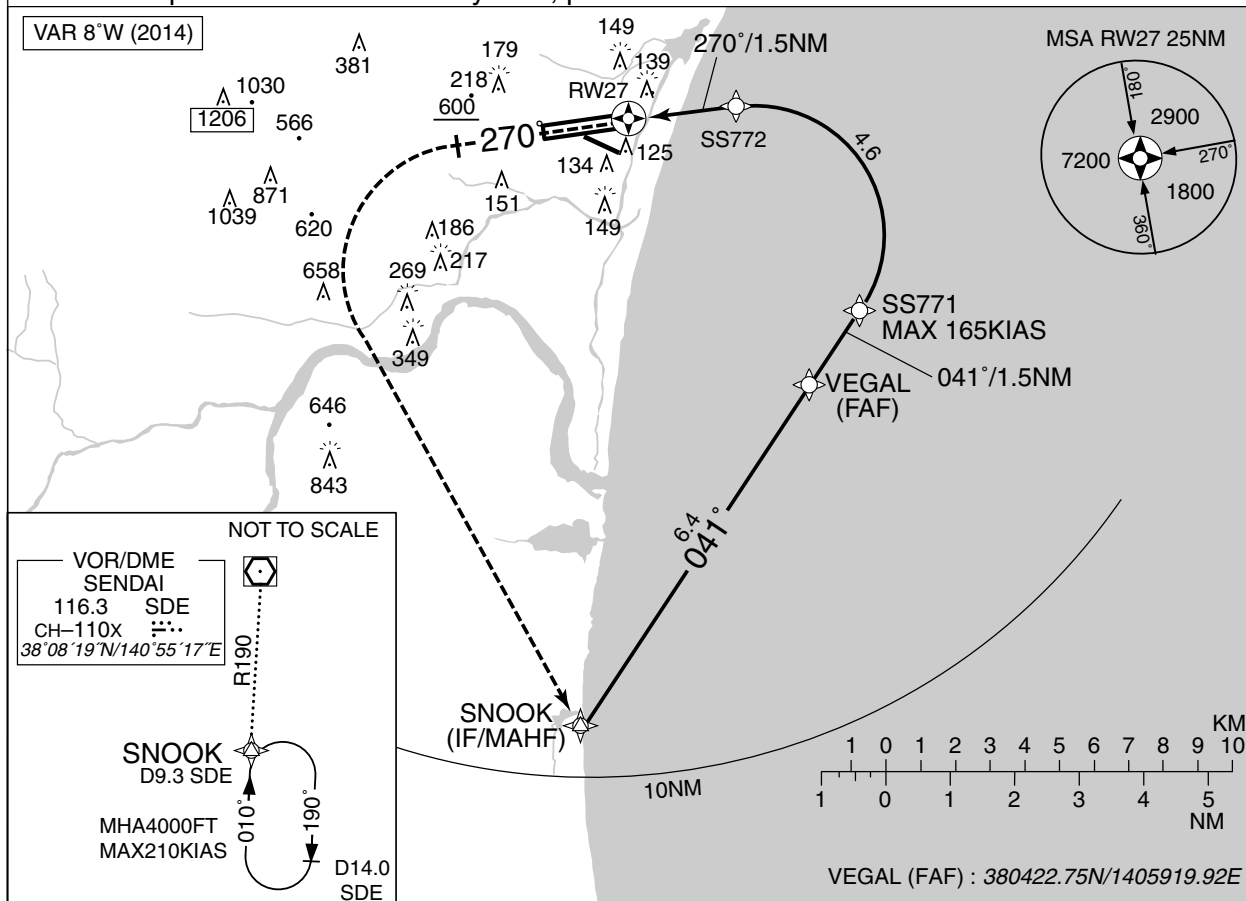 VAR 8°W (2014)
381
1030
1206
566
871
1039
620
658
218
600
179
149
139
RW27
270°
134
125
151
149
186
217
269
349
646
843
270°/1.5NM
SS772
4.6
SS771
MAX 165KIAS
041°/1.5NM
VEGAL
(FAF)
6.4
041°
SNOOK
(IF/MAHF)
10NM
MSA RW27 25NM
180°
2900
270°
7200
1800
360°
NOT TO SCALE
VOR/DME
SENDAI
116.3 SDE
CH–110X
38°08′19″N/140°55′17″E
R190
SNOOK
D9.3 SDE
010°
190°
MHA4000FT
MAX210KIAS
D14.0
SDE
KM
1 0 1 2 3 4 5 6 7 8 9 10
1 0 1 2 3 4 5
NM
VEGAL (FAF) : 380422.75N/1405919.92E